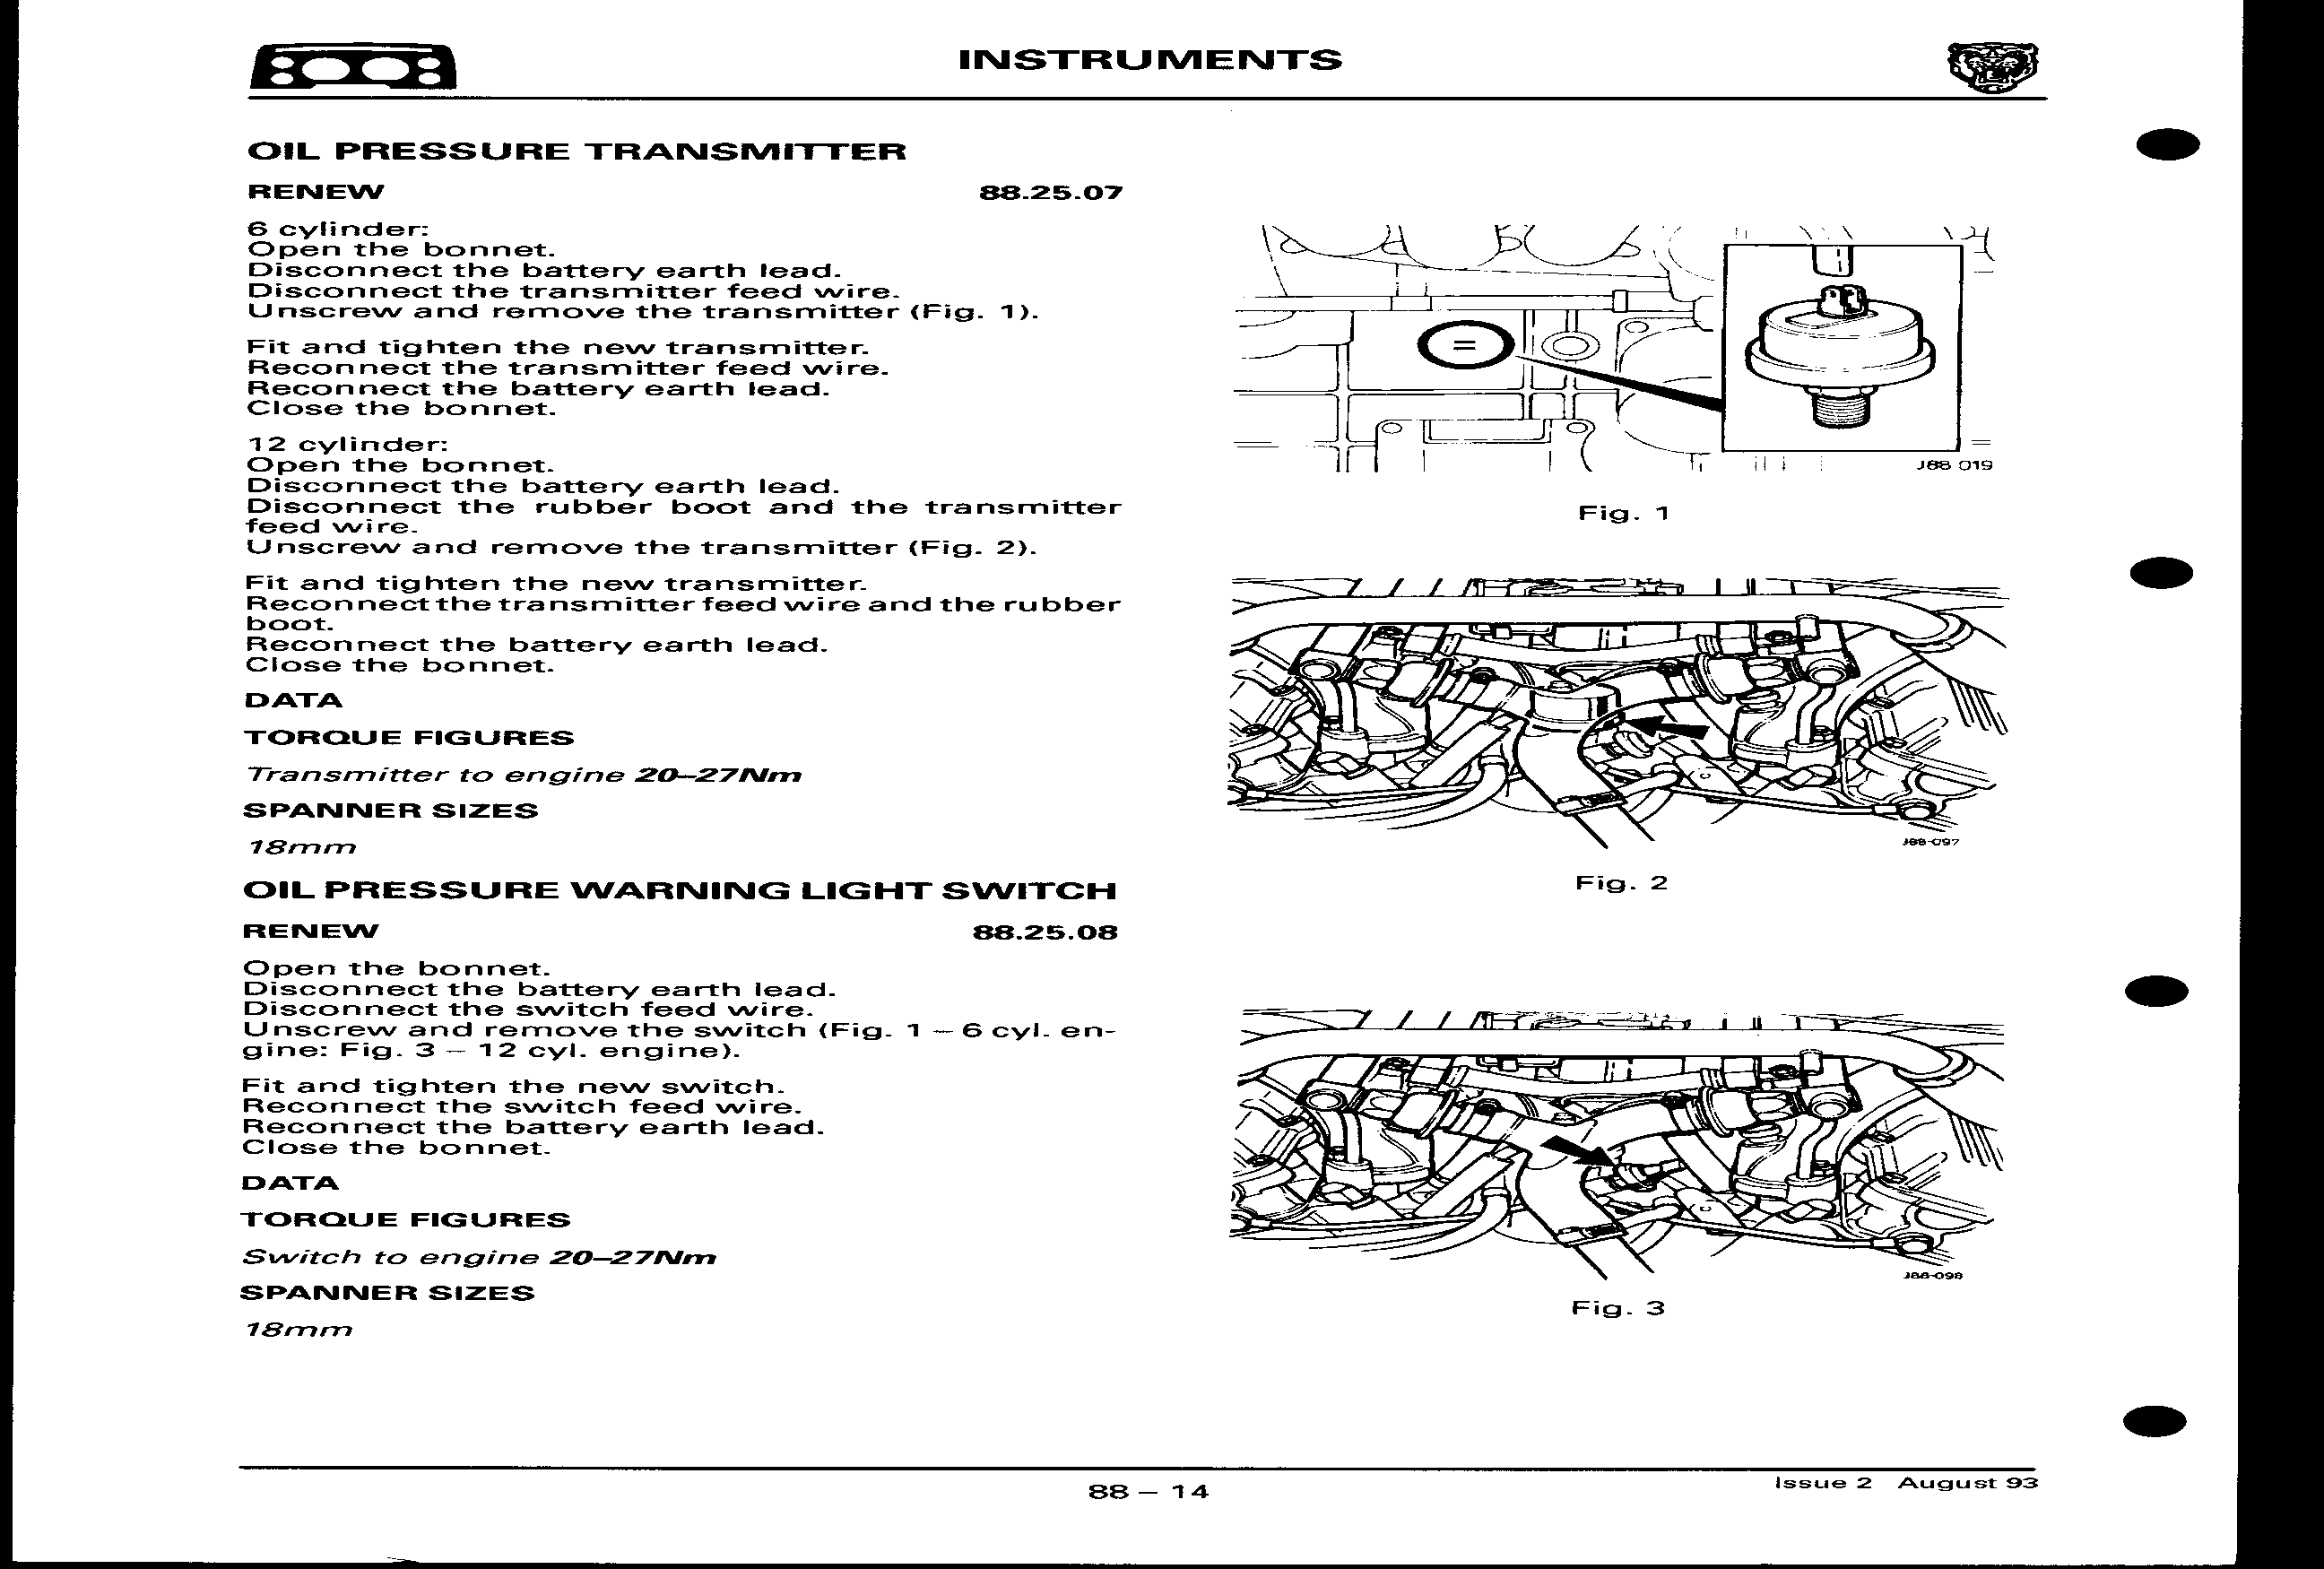 INSTRUMENTS
OIL PRESSURE TRANSMITTER
RENEW 88.25.07
6 cylinder:
Open the bonnet.
Disconnect the battery earth lead.
Disconnect the transmitter feed wire.
Unscrew and remove the transmitter (Fig. 1).
Fit and tighten the new transmitter.
Reconnect the transmitter feed wire.
Reconnect the battery earth lead.
Close the bonnet.
12 cylinder:
Open the bonnet.
Disconnect the battery earth lead.
Disconnect the rubber boot and the transmitter
feed wire.
Unscrew and remove the transmitter (Fig. 2).
Fit and tighten the new transmitter.
Reconnect the transmitter feed wire and the rubber
boot.
Reconnect the battery earth lead.
Close the bonnet.
DATA
TORQUE FIGURES
Transmitter to engine 20–27Nm
SPANNER SIZES
18mm
OIL PRESSURE WARNING LIGHT SWITCH
RENEW 88.25.08
Open the bonnet.
Disconnect the battery earth lead.
Disconnect the switch feed wire.
Unscrew and remove the switch (Fig. 1 – 6 cyl. en-
gine: Fig. 3 – 12 cyl. engine).
Fit and tighten the new switch.
Reconnect the switch feed wire.
Reconnect the battery earth lead.
Close the bonnet.
DATA
TORQUE FIGURES
Switch to engine 20–27Nm
SPANNER SIZES
18mm
J88 019
Fig. 1
J88-097
Fig. 2
J88-098
Fig. 3
88 – 14
Issue 2 August 93